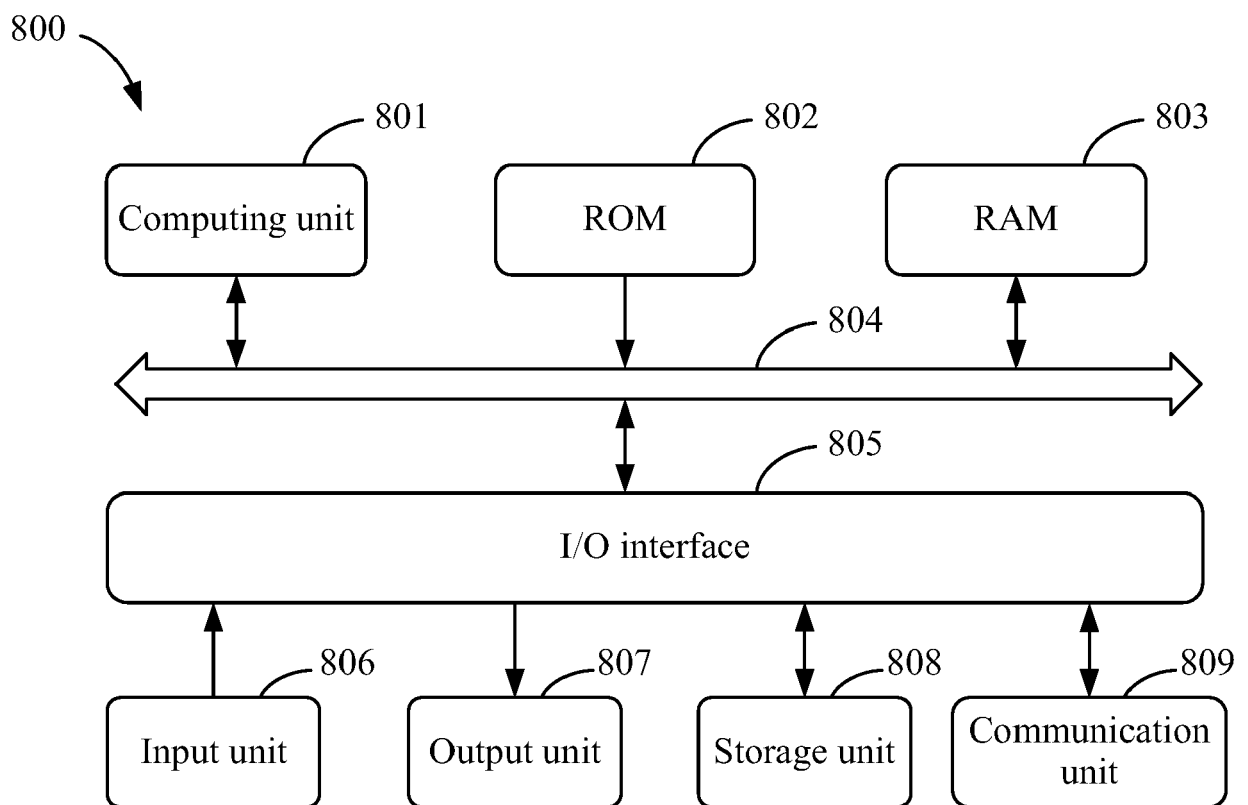 800
801
802
803
Computing unit
ROM
RAM
804
805
I/O interface
806
807
808
809
Input unit
Output unit
Storage unit
Communication
unit